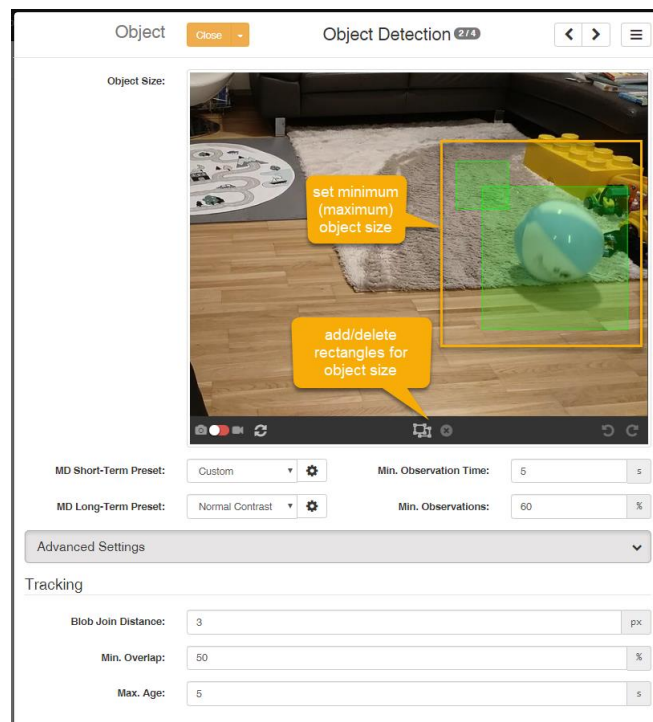 Object
Close
Object Detection 2/4
Object Size:
set minimum
(maximum)
object size
add/delete
rectangles for
object size
MD Short-Term Preset:
Custom
Min. Observation Time:
5
s
MD Long-Term Preset:
Normal Contrast
Min. Observations:
60
%
Advanced Settings
Tracking
Blob Join Distance:
3
px
Min. Overlap:
50
%
Max. Age:
5
s